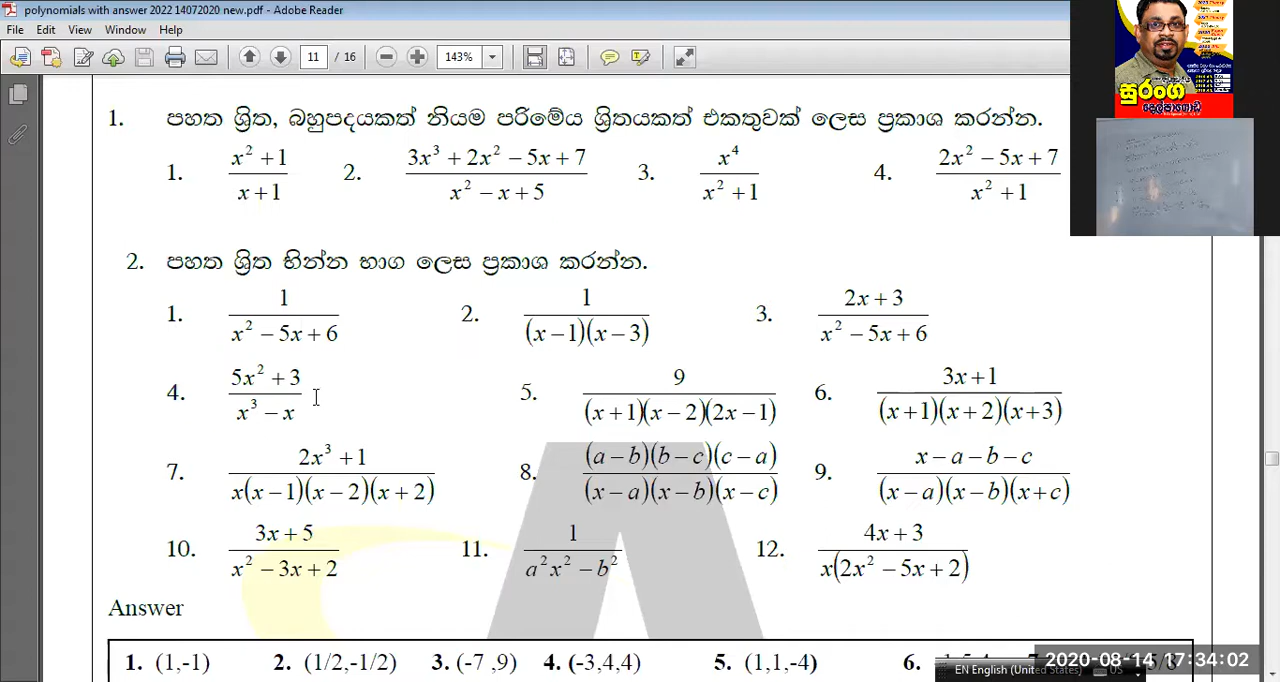 polynomials with answer 2022 14072020 new.pdf - Adobe Reader
File Edit View Window Help
11 / 16 143%
1. පහත ශ්‍රිත, බහුපදයකත් නියම පරිමේය ශ්‍රිතයකත් එකතුවක් ලෙස ප්‍රකාශ කරන්න.
1. (x² + 1)/(x + 1) 2. (3x³ + 2x² − 5x + 7)/(x² − x + 5) 3. x⁴/(x² + 1) 4. (2x² − 5x + 7)/(x² + 1)
2. පහත ශ්‍රිත භින්න භාග ලෙස ප්‍රකාශ කරන්න.
1. 1/(x² − 5x + 6) 2. 1/((x − 1)(x − 3)) 3. (2x + 3)/(x² − 5x + 6)
4. (5x² + 3)/(x³ − x) 5. 9/((x + 1)(x − 2)(2x − 1)) 6. (3x + 1)/((x + 1)(x + 2)(x + 3))
7. (2x³ + 1)/(x(x − 1)(x − 2)(x + 2)) 8. ((a − b)(b − c)(c − a))/((x − a)(x − b)(x − c)) 9. (x − a − b − c)/((x − a)(x − b)(x + c))
10. (3x + 5)/(x² − 3x + 2) 11. 1/(a²x² − b²) 12. (4x + 3)/(x(2x² − 5x + 2))
Answer
1. (1,-1) 2. (1/2,-1/2) 3. (-7 ,9) 4. (-3,4,4) 5. (1,1,-4) 6.
EN English (United States)
2020-08-14 17:34:02
සුරංග